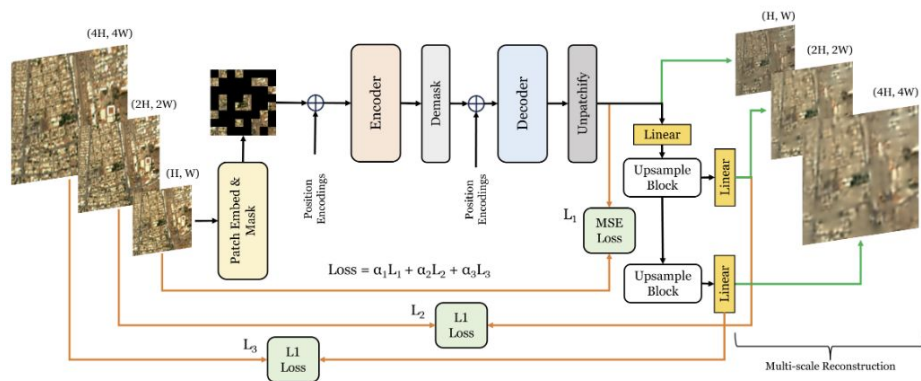 (4H, 4W)
(2H, 2W)
(H, W)
Patch Embed &
Mask
Position
Encodings
Encoder
Demask
Position
Encodings
Decoder
Unpatchify
Linear
Upsample
Block
Linear
Upsample
Block
Linear
(H, W)
(2H, 2W)
(4H, 4W)
L₁
MSE
Loss
Loss = α₁L₁ + α₂L₂ + α₃L₃
L₂
L1
Loss
L₃
L1
Loss
Multi-scale Reconstruction